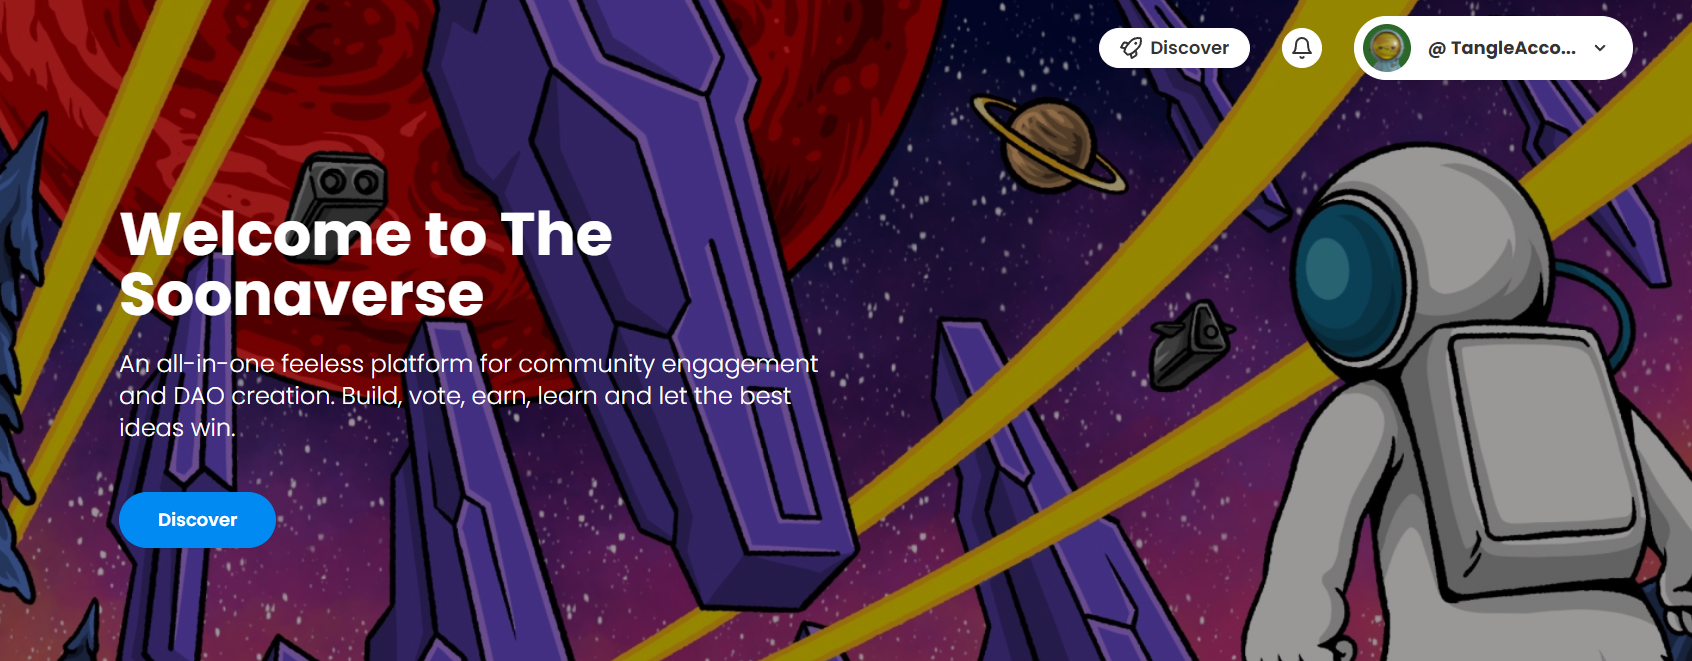 Discover
@ TangleAcco...
Welcome to The
Soonaverse
An all-in-one feeless platform for community engagement
and DAO creation. Build, vote, earn, learn and let the best
ideas win.
Discover